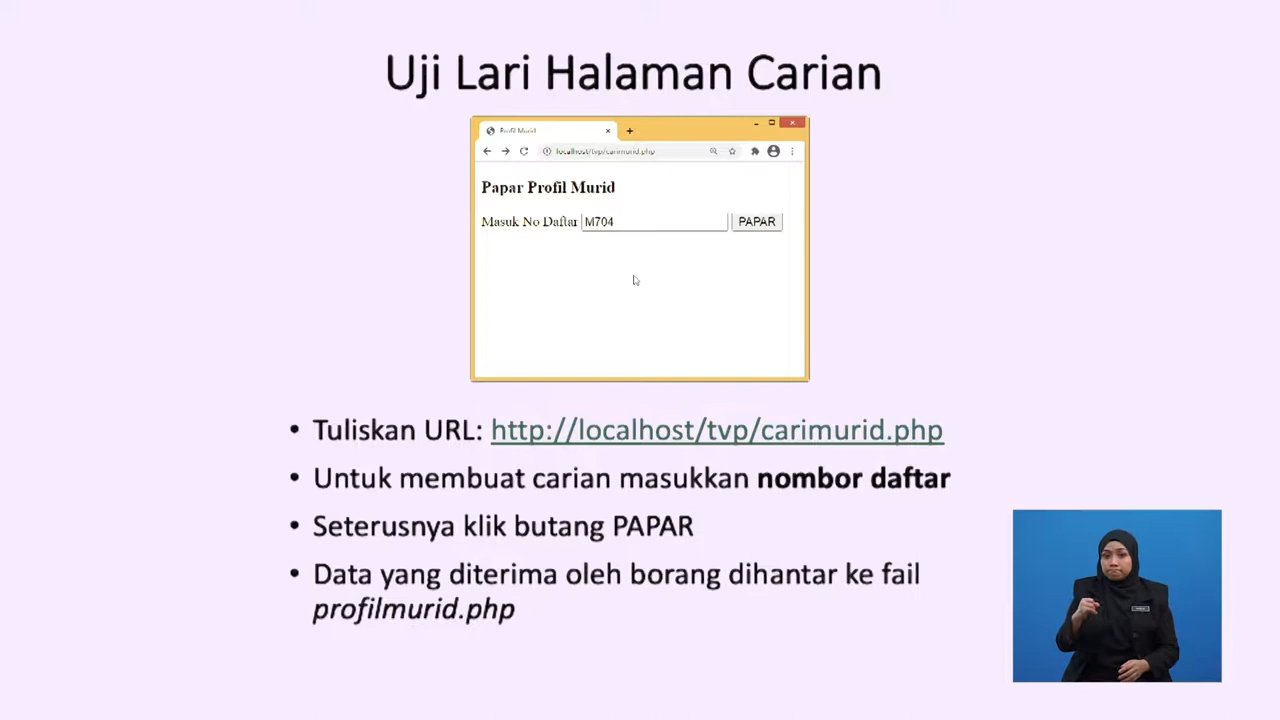 Uji Lari Halaman Carian
Profil Murid
localhost/tvp/carimurid.php
Papar Profil Murid
Masuk No Daftar M704 PAPAR
• Tuliskan URL: http://localhost/tvp/carimurid.php
• Untuk membuat carian masukkan nombor daftar
• Seterusnya klik butang PAPAR
• Data yang diterima oleh borang dihantar ke fail
profilmurid.php